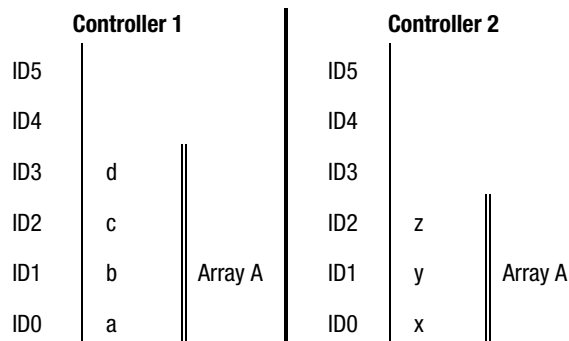 Controller 1 Controller 2
ID5 ID5
ID4 ID4
ID3 d ID3
ID2 c ID2 z
ID1 b Array A ID1 y Array A
ID0 a ID0 x